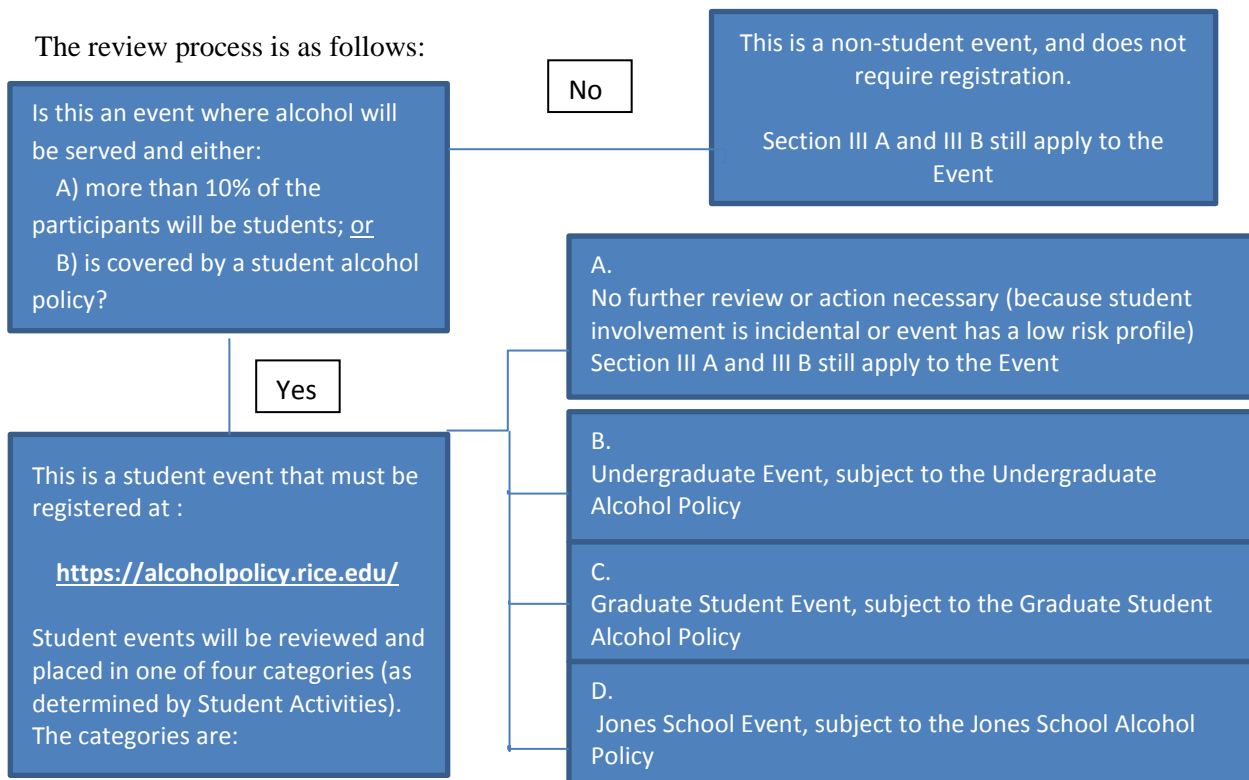 The review process is as follows:
Is this an event where alcohol will
be served and either:
A) more than 10% of the
participants will be students; or
B) is covered by a student alcohol
policy?
No
This is a non-student event, and does not
require registration.
Section III A and III B still apply to the
Event
Yes
This is a student event that must be
registered at :
https://alcoholpolicy.rice.edu/
Student events will be reviewed and
placed in one of four categories (as
determined by Student Activities).
The categories are:
A.
No further review or action necessary (because student
involvement is incidental or event has a low risk profile)
Section III A and III B still apply to the Event
B.
Undergraduate Event, subject to the Undergraduate
Alcohol Policy
C.
Graduate Student Event, subject to the Graduate Student
Alcohol Policy
D.
Jones School Event, subject to the Jones School Alcohol
Policy